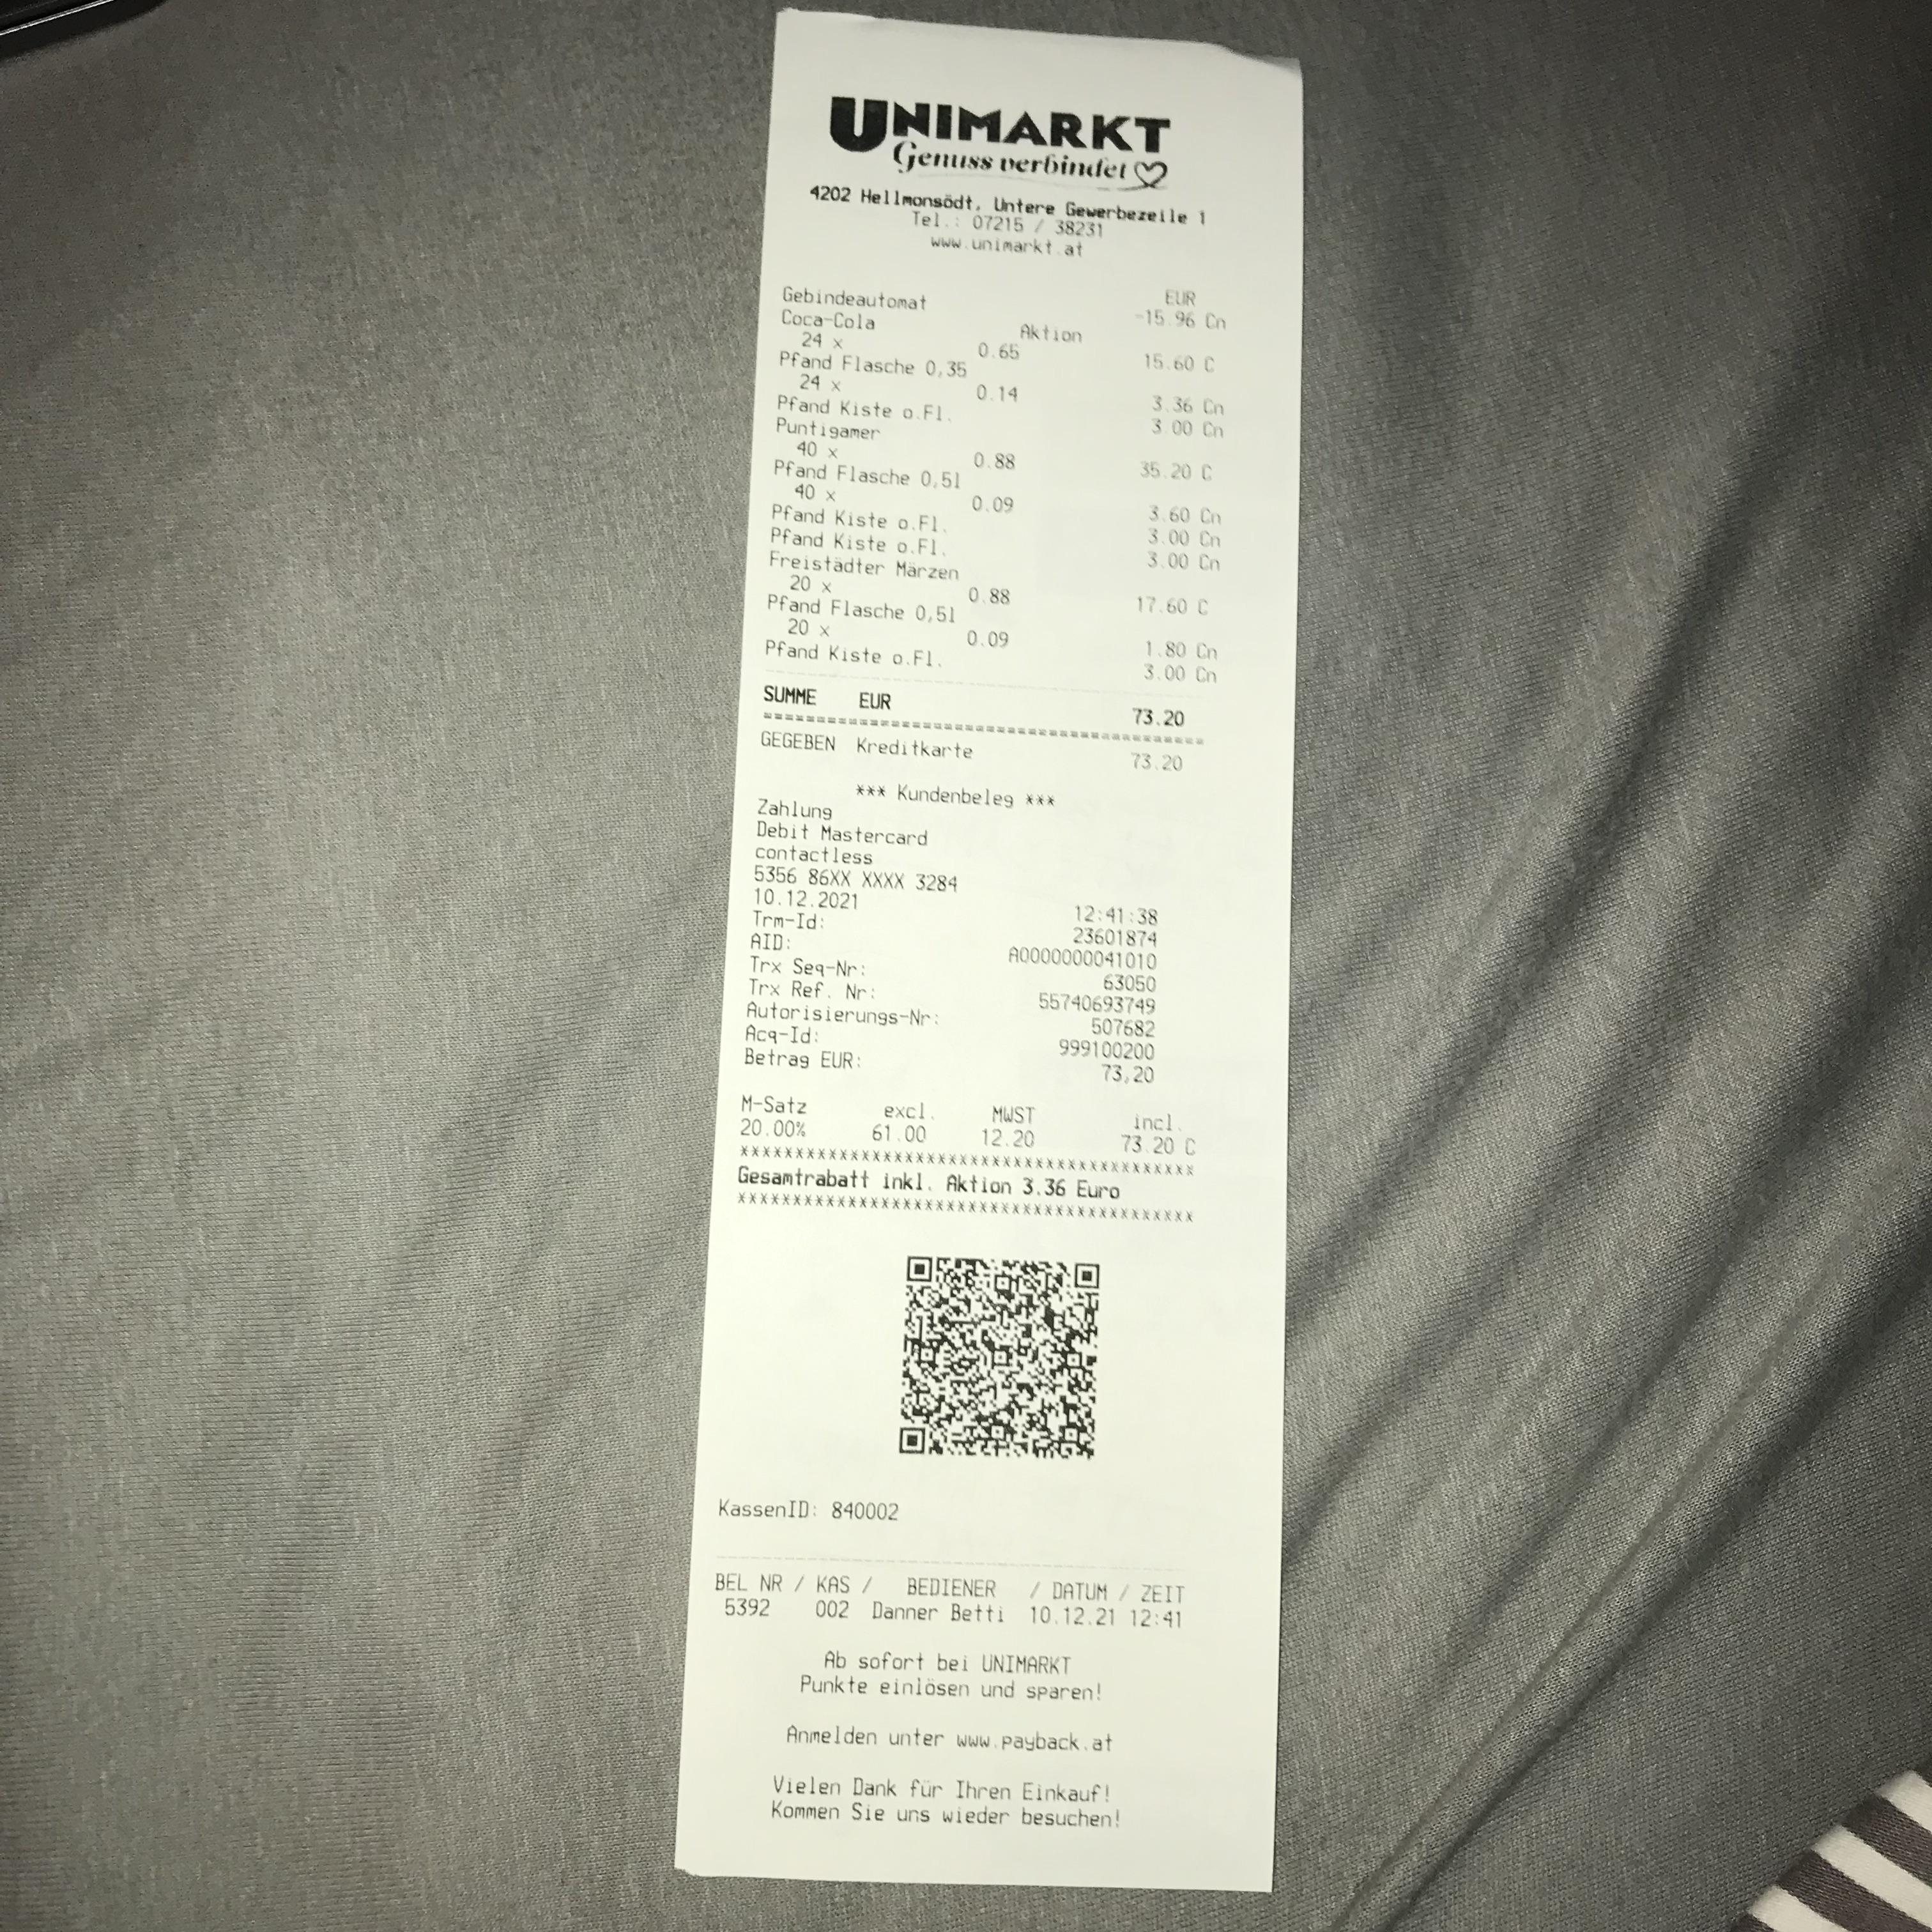 UNIMARKT
Genuss verbindet
4202 Hellmonsödt, Untere Gewerbezeile 1
Tel.: 07215 / 38231
www.unimarkt.at
EUR
Gebindeautomat -15.96 Cn
Coca-Cola Aktion
24 x 0.65 15.60 C
Pfand Flasche 0,35
24 x 0.14 3.36 Cn
Pfand Kiste o.Fl. 3.00 Cn
Puntigamer
40 x 0.88 35.20 C
Pfand Flasche 0,5l
40 x 0.09 3.60 Cn
Pfand Kiste o.Fl. 3.00 Cn
Pfand Kiste o.Fl. 3.00 Cn
Freistädter Märzen
20 x 0.88 17.60 C
Pfand Flasche 0,5l
20 x 0.09 1.80 Cn
Pfand Kiste o.Fl. 3.00 Cn
SUMME EUR 73.20
========================================
GEGEBEN Kreditkarte 73.20
*** Kundenbeleg ***
Zahlung
Debit Mastercard
contactless
5356 86XX XXXX 3284
10.12.2021 12:41:38
Trm-Id: 23601874
AID: A0000000041010
Trx Seq-Nr: 63050
Trx Ref. Nr: 55740693749
Autorisierungs-Nr: 507682
Acq-Id: 999100200
Betrag EUR: 73,20
M-Satz excl. MWST incl.
20.00% 61.00 12.20 73.20 C
******************************************
Gesamtrabatt inkl. Aktion 3.36 Euro
******************************************
KassenID: 840002
BEL NR / KAS / BEDIENER / DATUM / ZEIT
5392 002 Danner Betti 10.12.21 12:41
Ab sofort bei UNIMARKT
Punkte einlösen und sparen!
Anmelden unter www.payback.at
Vielen Dank für Ihren Einkauf!
Kommen Sie uns wieder besuchen!